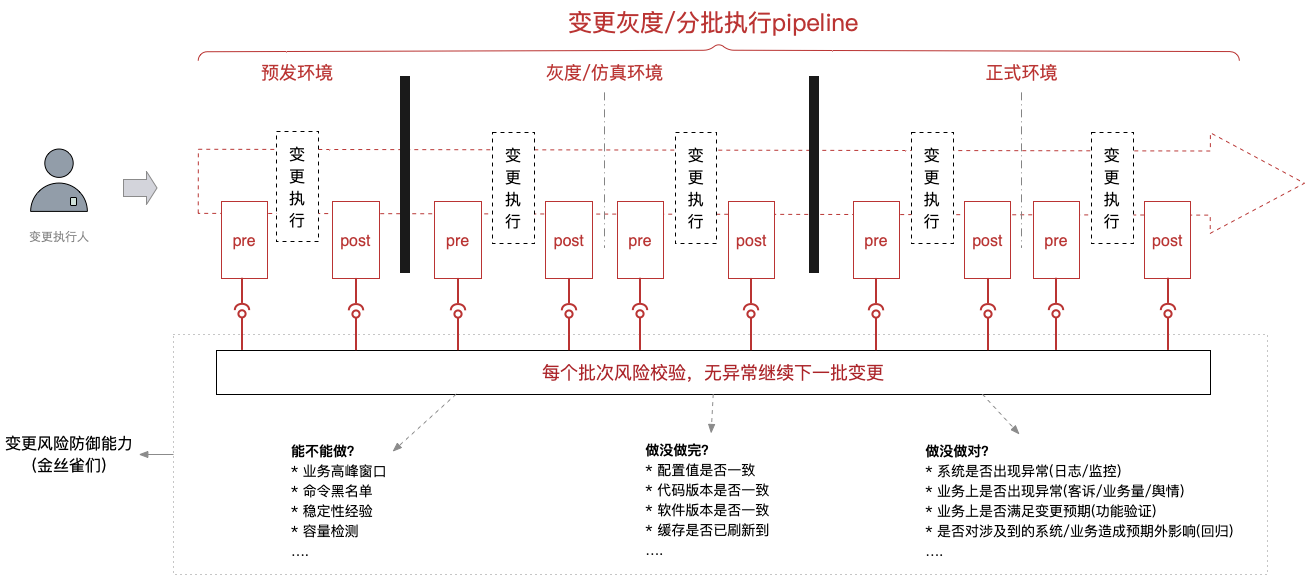 变更灰度/分批执行pipeline
预发环境
灰度/仿真环境
正式环境
变更执行
变更执行
变更执行
变更执行
变更执行
变更执行人
pre
post
pre
post
pre
post
pre
post
pre
post
每个批次风险校验，无异常继续下一批变更
变更风险防御能力
(金丝雀们)
能不能做?
* 业务高峰窗口
* 命令黑名单
* 稳定性经验
* 容量检测
....
做没做完?
* 配置值是否一致
* 代码版本是否一致
* 软件版本是否一致
* 缓存是否已刷新到
....
做没做对?
* 系统是否出现异常(日志/监控)
* 业务上是否出现异常(客诉/业务量/舆情)
* 业务上是否满足变更预期(功能验证)
* 是否对涉及到的系统/业务造成预期外影响(回归)
....